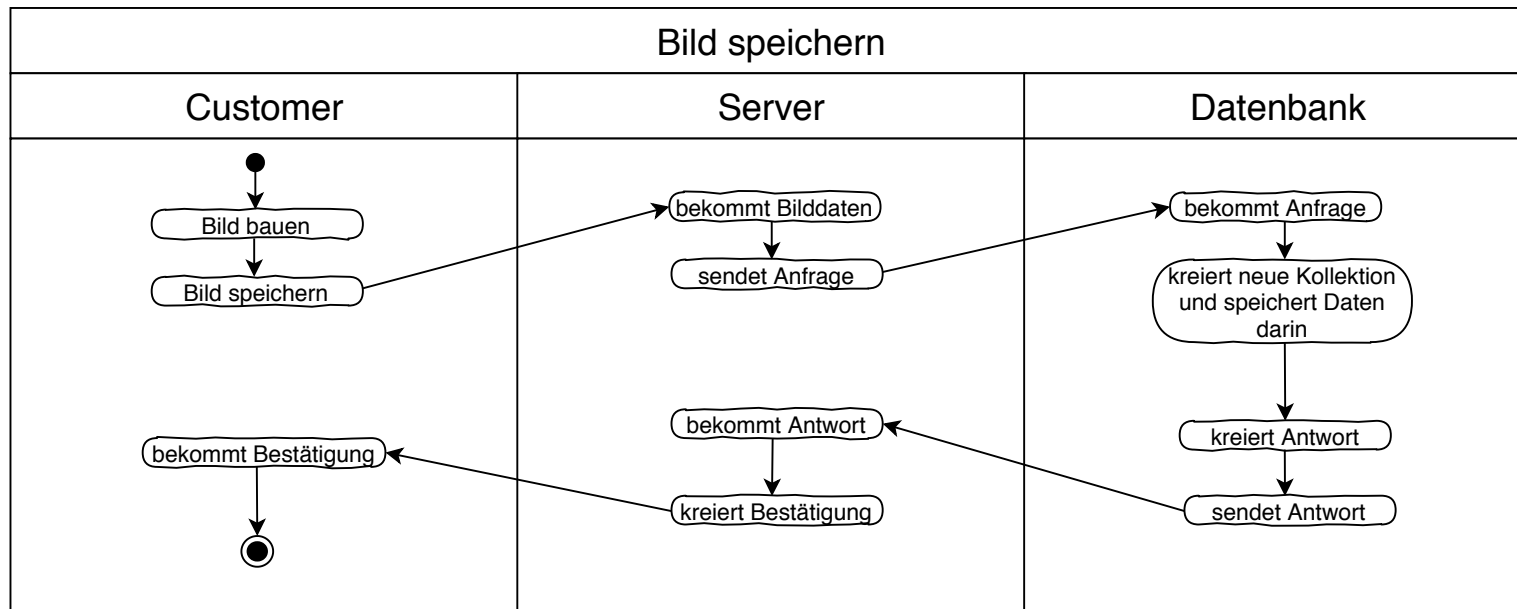 Bild speichern
Customer
Server
Datenbank
Bild bauen
Bild speichern
bekommt Bilddaten
sendet Anfrage
bekommt Anfrage
kreiert neue Kollektion
und speichert Daten
darin
kreiert Antwort
sendet Antwort
bekommt Antwort
kreiert Bestätigung
bekommt Bestätigung